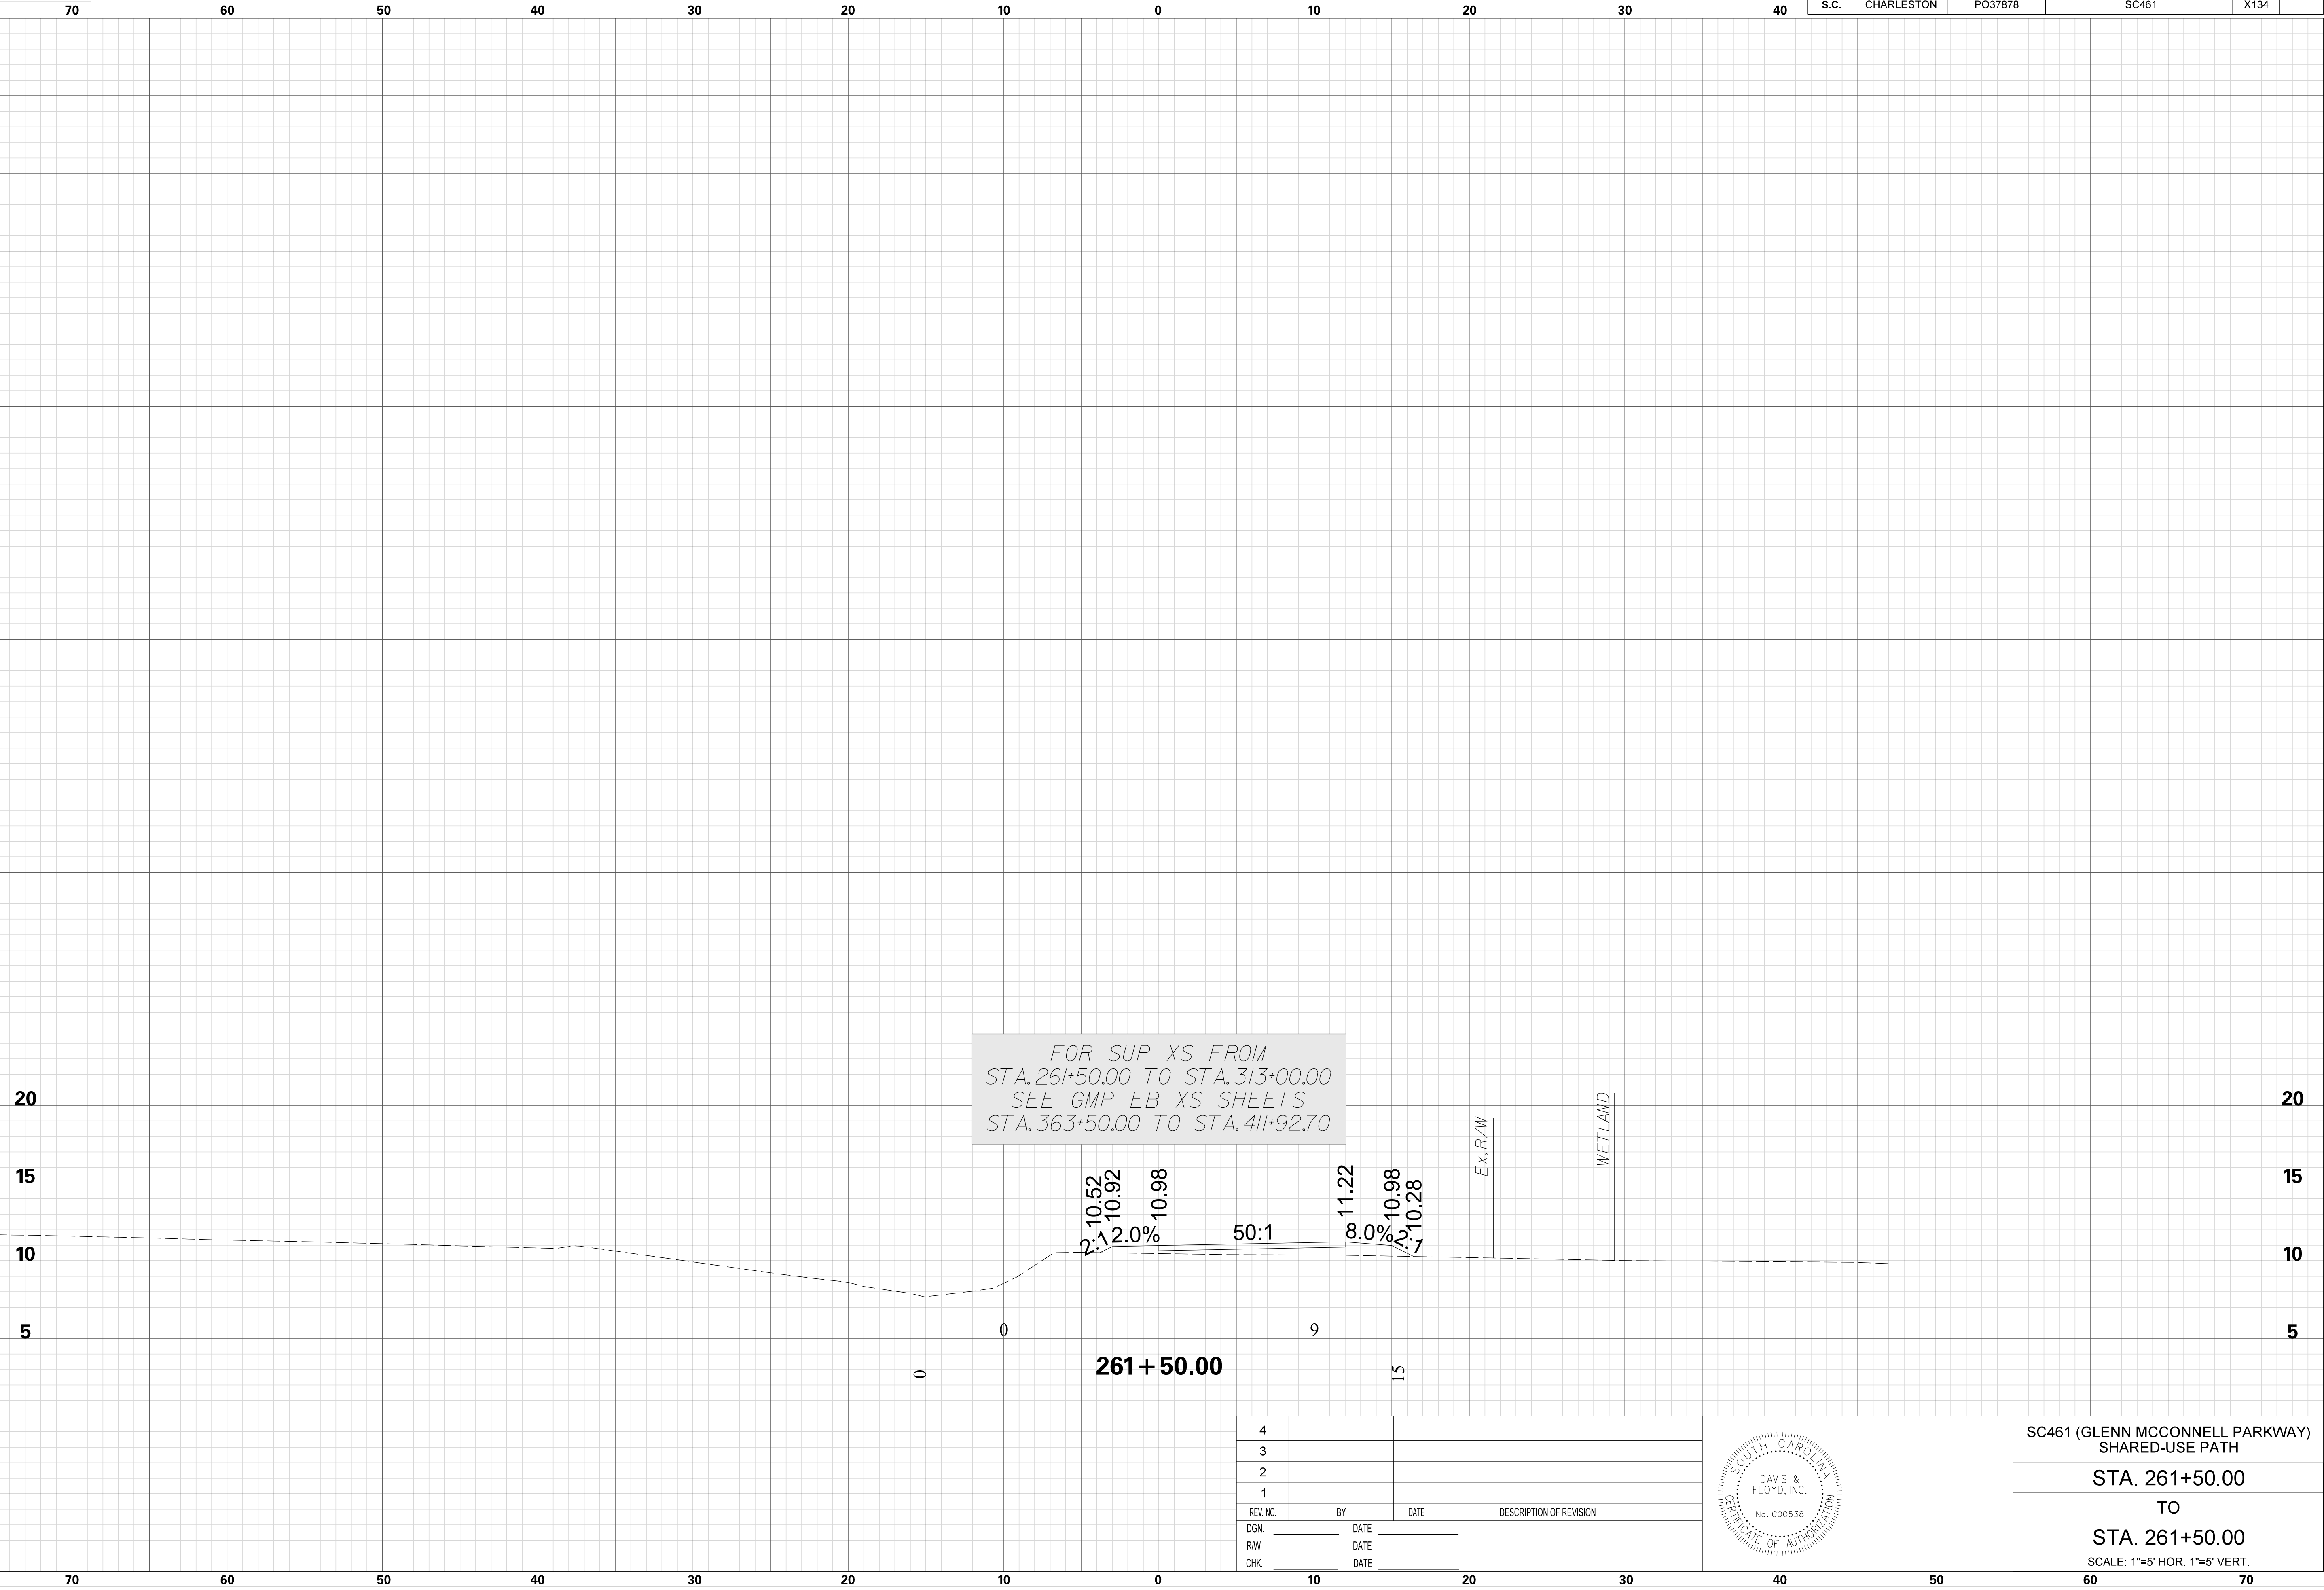 70 60 50 40 30 20 10 0 10 20 30 40
S.C. CHARLESTON PO37878 SC461 X134
FOR SUP XS FROM
STA. 261+50.00 TO STA. 313+00.00
SEE GMP EB XS SHEETS
STA. 363+50.00 TO STA. 411+92.70
20 20
15 15
10 10
5 5
Ex. R/W
WETLAND
10.52
10.92
10.98
11.22
10.98
10.28
2:1 2.0% 50:1 8.0% 2:1
0 9
0 15
261+50.00
4
3
2
1
REV. NO. BY DATE DESCRIPTION OF REVISION
DGN. DATE
R/W DATE
CHK. DATE
SOUTH CAROLINA
DAVIS &
FLOYD, INC.
No. C00538
CERTIFICATE OF AUTHORIZATION
SC461 (GLENN MCCONNELL PARKWAY)
SHARED-USE PATH
STA. 261+50.00
TO
STA. 261+50.00
SCALE: 1"=5' HOR. 1"=5' VERT.
70 60 50 40 30 20 10 0 10 20 30 40 50 60 70